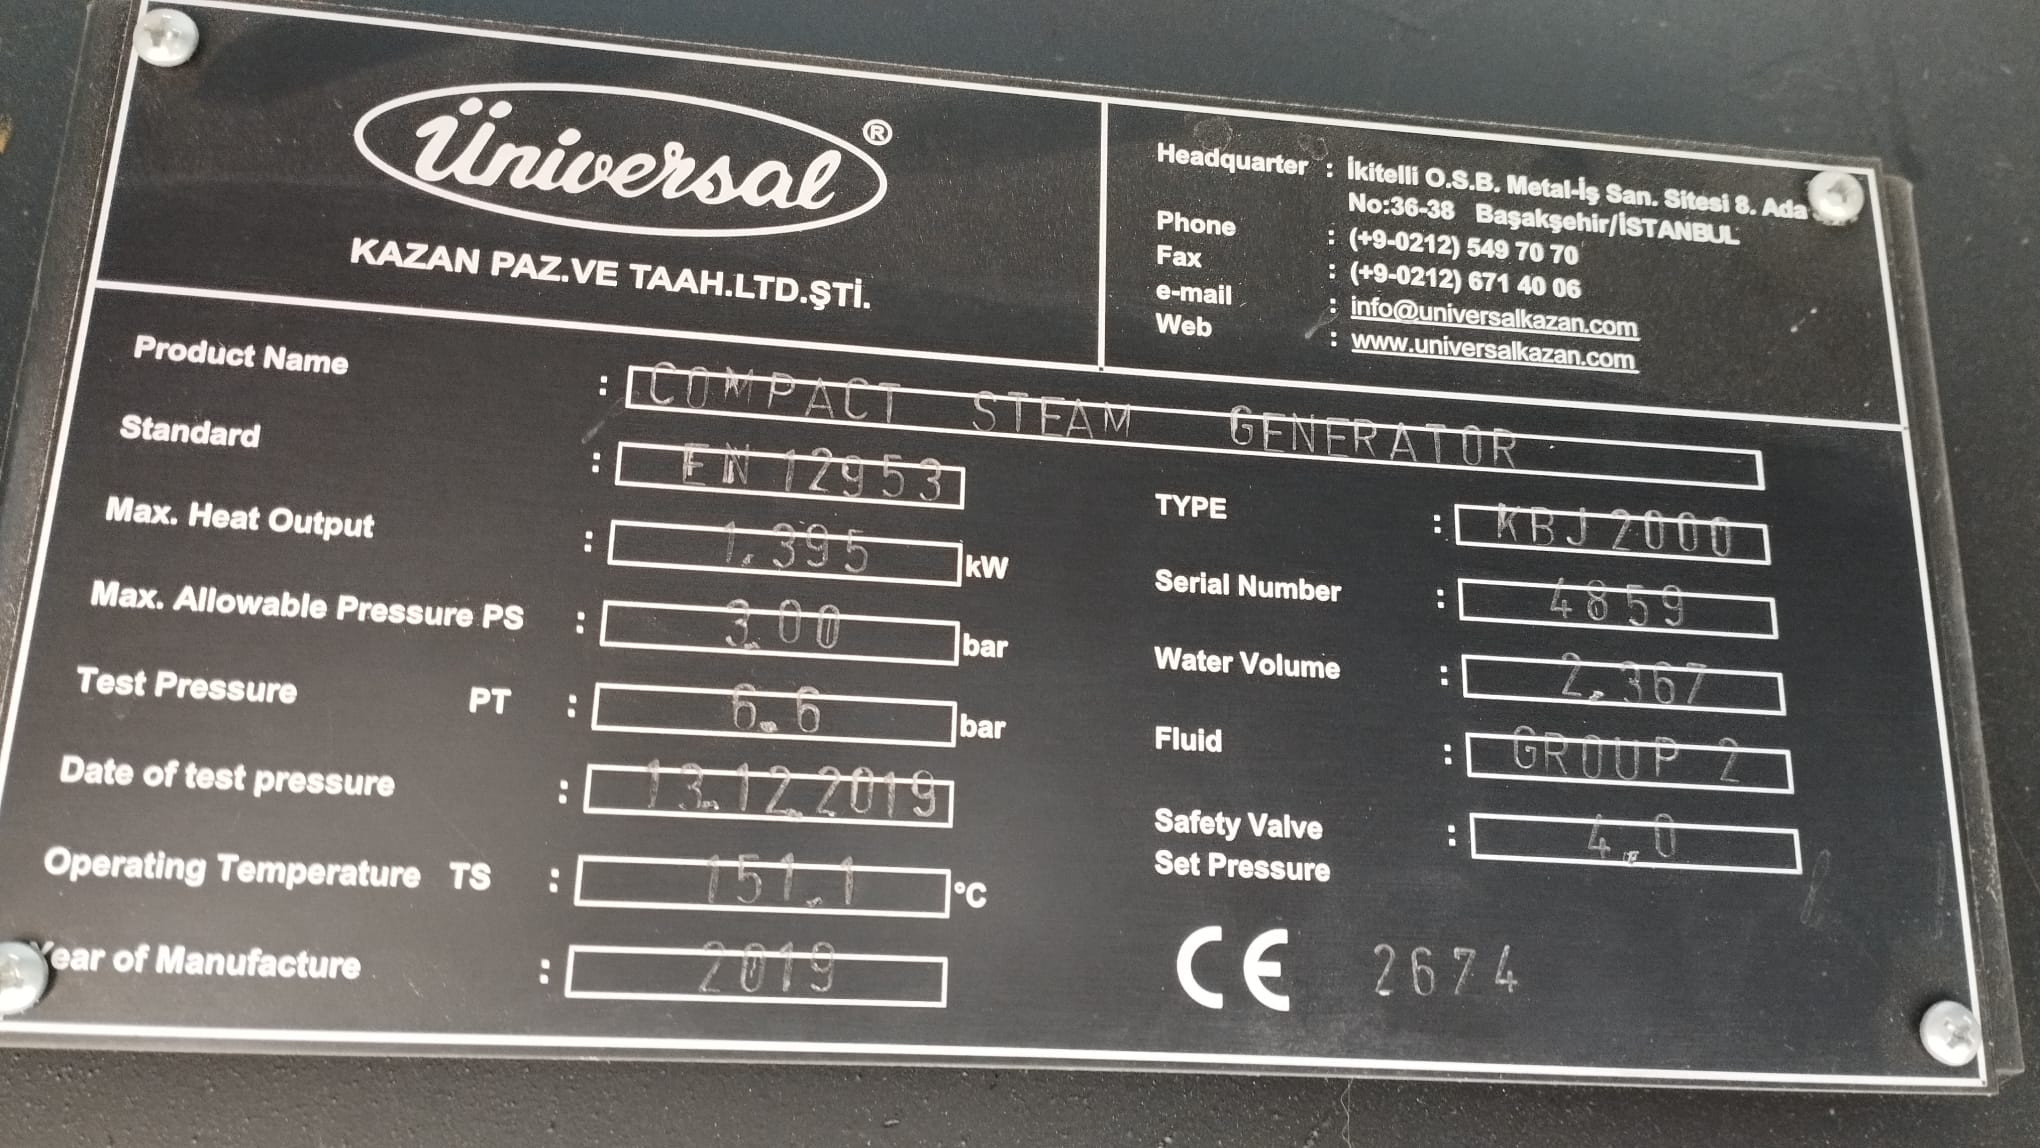 Üniversal ®
KAZAN PAZ.VE TAAH.LTD.ŞTİ.
Headquarter : İkitelli O.S.B. Metal-İş San. Sitesi 8. Ada
No:36-38 Başakşehir/İSTANBUL
Phone : (+9-0212) 549 70 70
Fax : (+9-0212) 671 40 06
e-mail : info@universalkazan.com
Web : www.universalkazan.com
Product Name : COMPACT STEAM GENERATOR
Standard : EN 12953
Max. Heat Output : 1.395 kW
Max. Allowable Pressure PS : 3.00 bar
Test Pressure PT : 6.6 bar
Date of test pressure : 13.12.2019
Operating Temperature TS : 151.1 °C
Year of Manufacture : 2019
TYPE : KBJ 2000
Serial Number : 4859
Water Volume : 2.367
Fluid : GROUP 2
Safety Valve : 4.0
Set Pressure
CE 2674